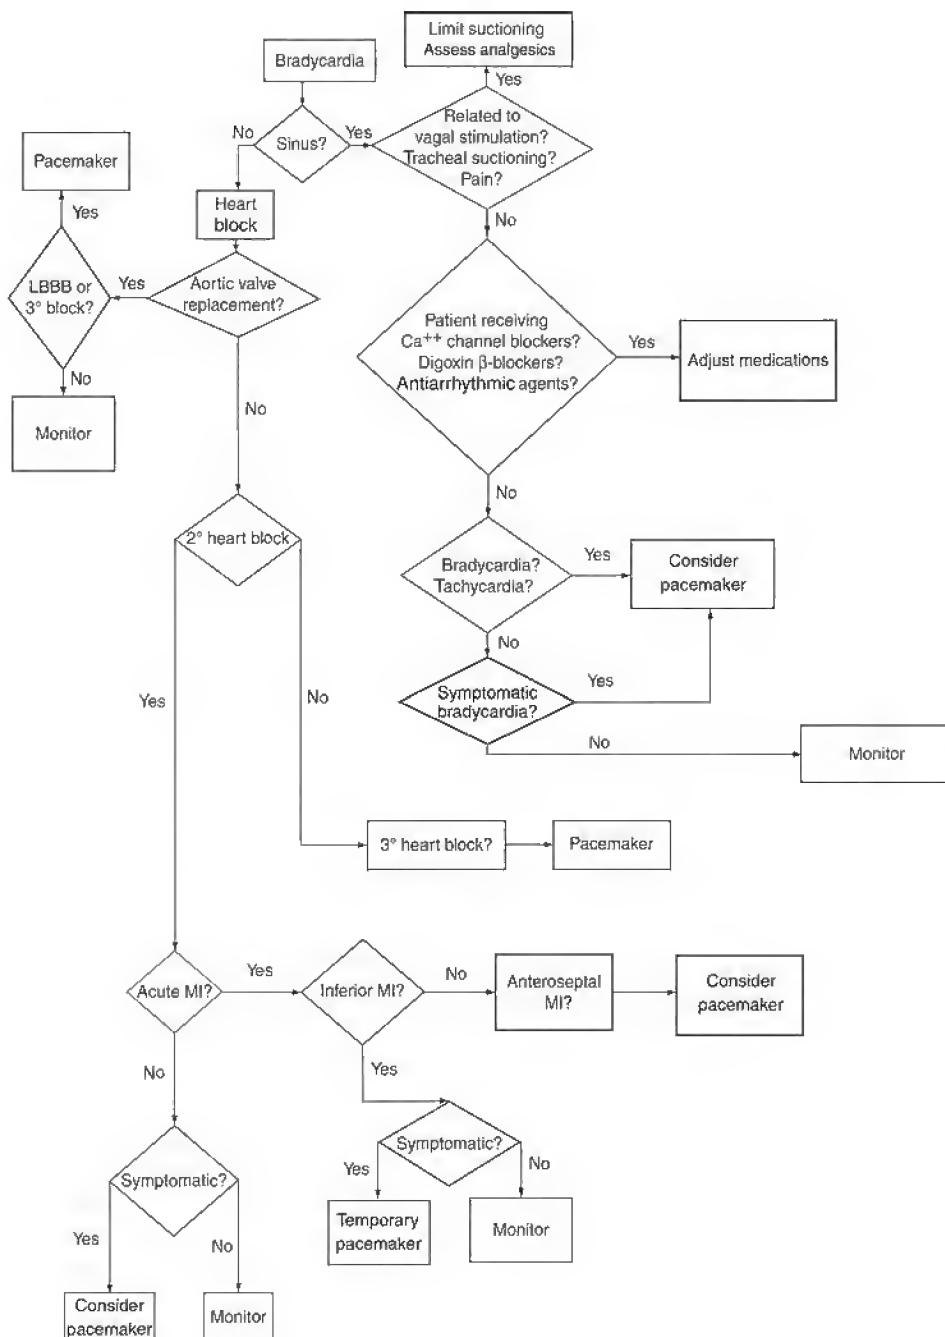 Limit suctioning
Assess analgesics
Bradycardia
Yes
No
Sinus?
Yes
Related to
vagal stimulation?
Tracheal suctioning?
Pain?
Pacemaker
Heart
block
Yes
No
LBBB or
3° block?
Yes
Aortic valve
replacement?
Patient receiving
Ca++ channel blockers?
Digoxin β-blockers?
Antiarrhythmic agents?
Yes
Adjust medications
No
No
Monitor
No
2° heart block
Bradycardia?
Tachycardia?
Yes
Consider
pacemaker
No
Yes
No
Symptomatic
bradycardia?
Yes
No
Monitor
3° heart block?
Pacemaker
Acute MI?
Yes
Inferior MI?
No
Anteroseptal
MI?
Consider
pacemaker
No
Yes
Symptomatic?
Symptomatic?
Yes
No
Temporary
pacemaker
Monitor
Yes
No
Consider
pacemaker
Monitor